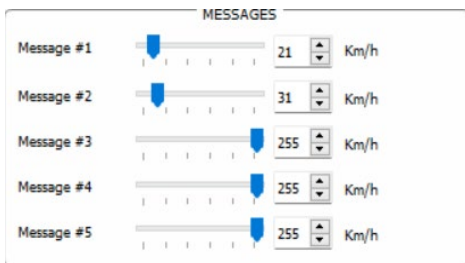 MESSAGES
Message #1 21 Km/h
Message #2 31 Km/h
Message #3 255 Km/h
Message #4 255 Km/h
Message #5 255 Km/h